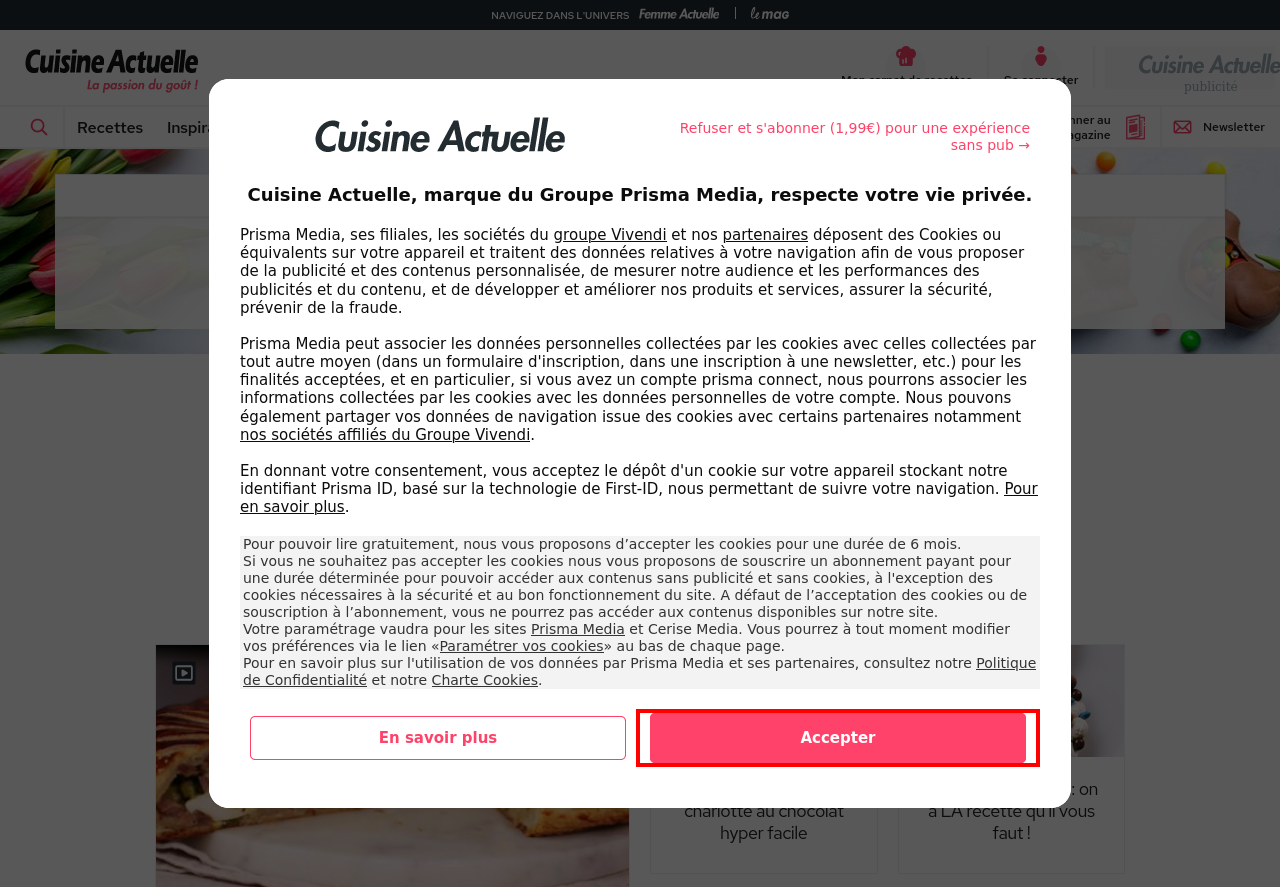 NAVIGUEZ DANS L'UNIVERS Femme Actuelle le mag
Cuisine Actuelle
La passion du goût !
Cuisine Actuelle
publicité
Recettes
Newsletter
Cuisine Actuelle
Refuser et s'abonner (1,99€) pour une expérience
sans pub →
Cuisine Actuelle, marque du Groupe Prisma Media, respecte votre vie privée.
Prisma Media, ses filiales, les sociétés du groupe Vivendi et nos partenaires déposent des Cookies ou
équivalents sur votre appareil et traitent des données relatives à votre navigation afin de vous proposer
de la publicité et des contenus personnalisée, de mesurer notre audience et les performances des
publicités et du contenu, et de développer et améliorer nos produits et services, assurer la sécurité,
prévenir de la fraude.
Prisma Media peut associer les données personnelles collectées par les cookies avec celles collectées par
tout autre moyen (dans un formulaire d'inscription, dans une inscription à une newsletter, etc.) pour les
finalités acceptées, et en particulier, si vous avez un compte prisma connect, nous pourrons associer les
informations collectées par les cookies avec les données personnelles de votre compte. Nous pouvons
également partager vos données de navigation issue des cookies avec certains partenaires notamment
nos sociétés affiliés du Groupe Vivendi.
En donnant votre consentement, vous acceptez le dépôt d'un cookie sur votre appareil stockant notre
identifiant Prisma ID, basé sur la technologie de First-ID, nous permettant de suivre votre navigation. Pour
en savoir plus.
Pour pouvoir lire gratuitement, nous vous proposons d’accepter les cookies pour une durée de 6 mois.
Si vous ne souhaitez pas accepter les cookies nous vous proposons de souscrire un abonnement payant pour
une durée déterminée pour pouvoir accéder aux contenus sans publicité et sans cookies, à l'exception des
cookies nécessaires à la sécurité et au bon fonctionnement du site. A défaut de l’acceptation des cookies ou de
souscription à l’abonnement, vous ne pourrez pas accéder aux contenus disponibles sur notre site.
Votre paramétrage vaudra pour les sites Prisma Media et Cerise Media. Vous pourrez à tout moment modifier
vos préférences via le lien «Paramétrer vos cookies» au bas de chaque page.
Pour en savoir plus sur l'utilisation de vos données par Prisma Media et ses partenaires, consultez notre Politique
de Confidentialité et notre Charte Cookies.
En savoir plus
Accepter
charlotte au chocolat
hyper facile
: on
a LA recette qu'il vous
faut !